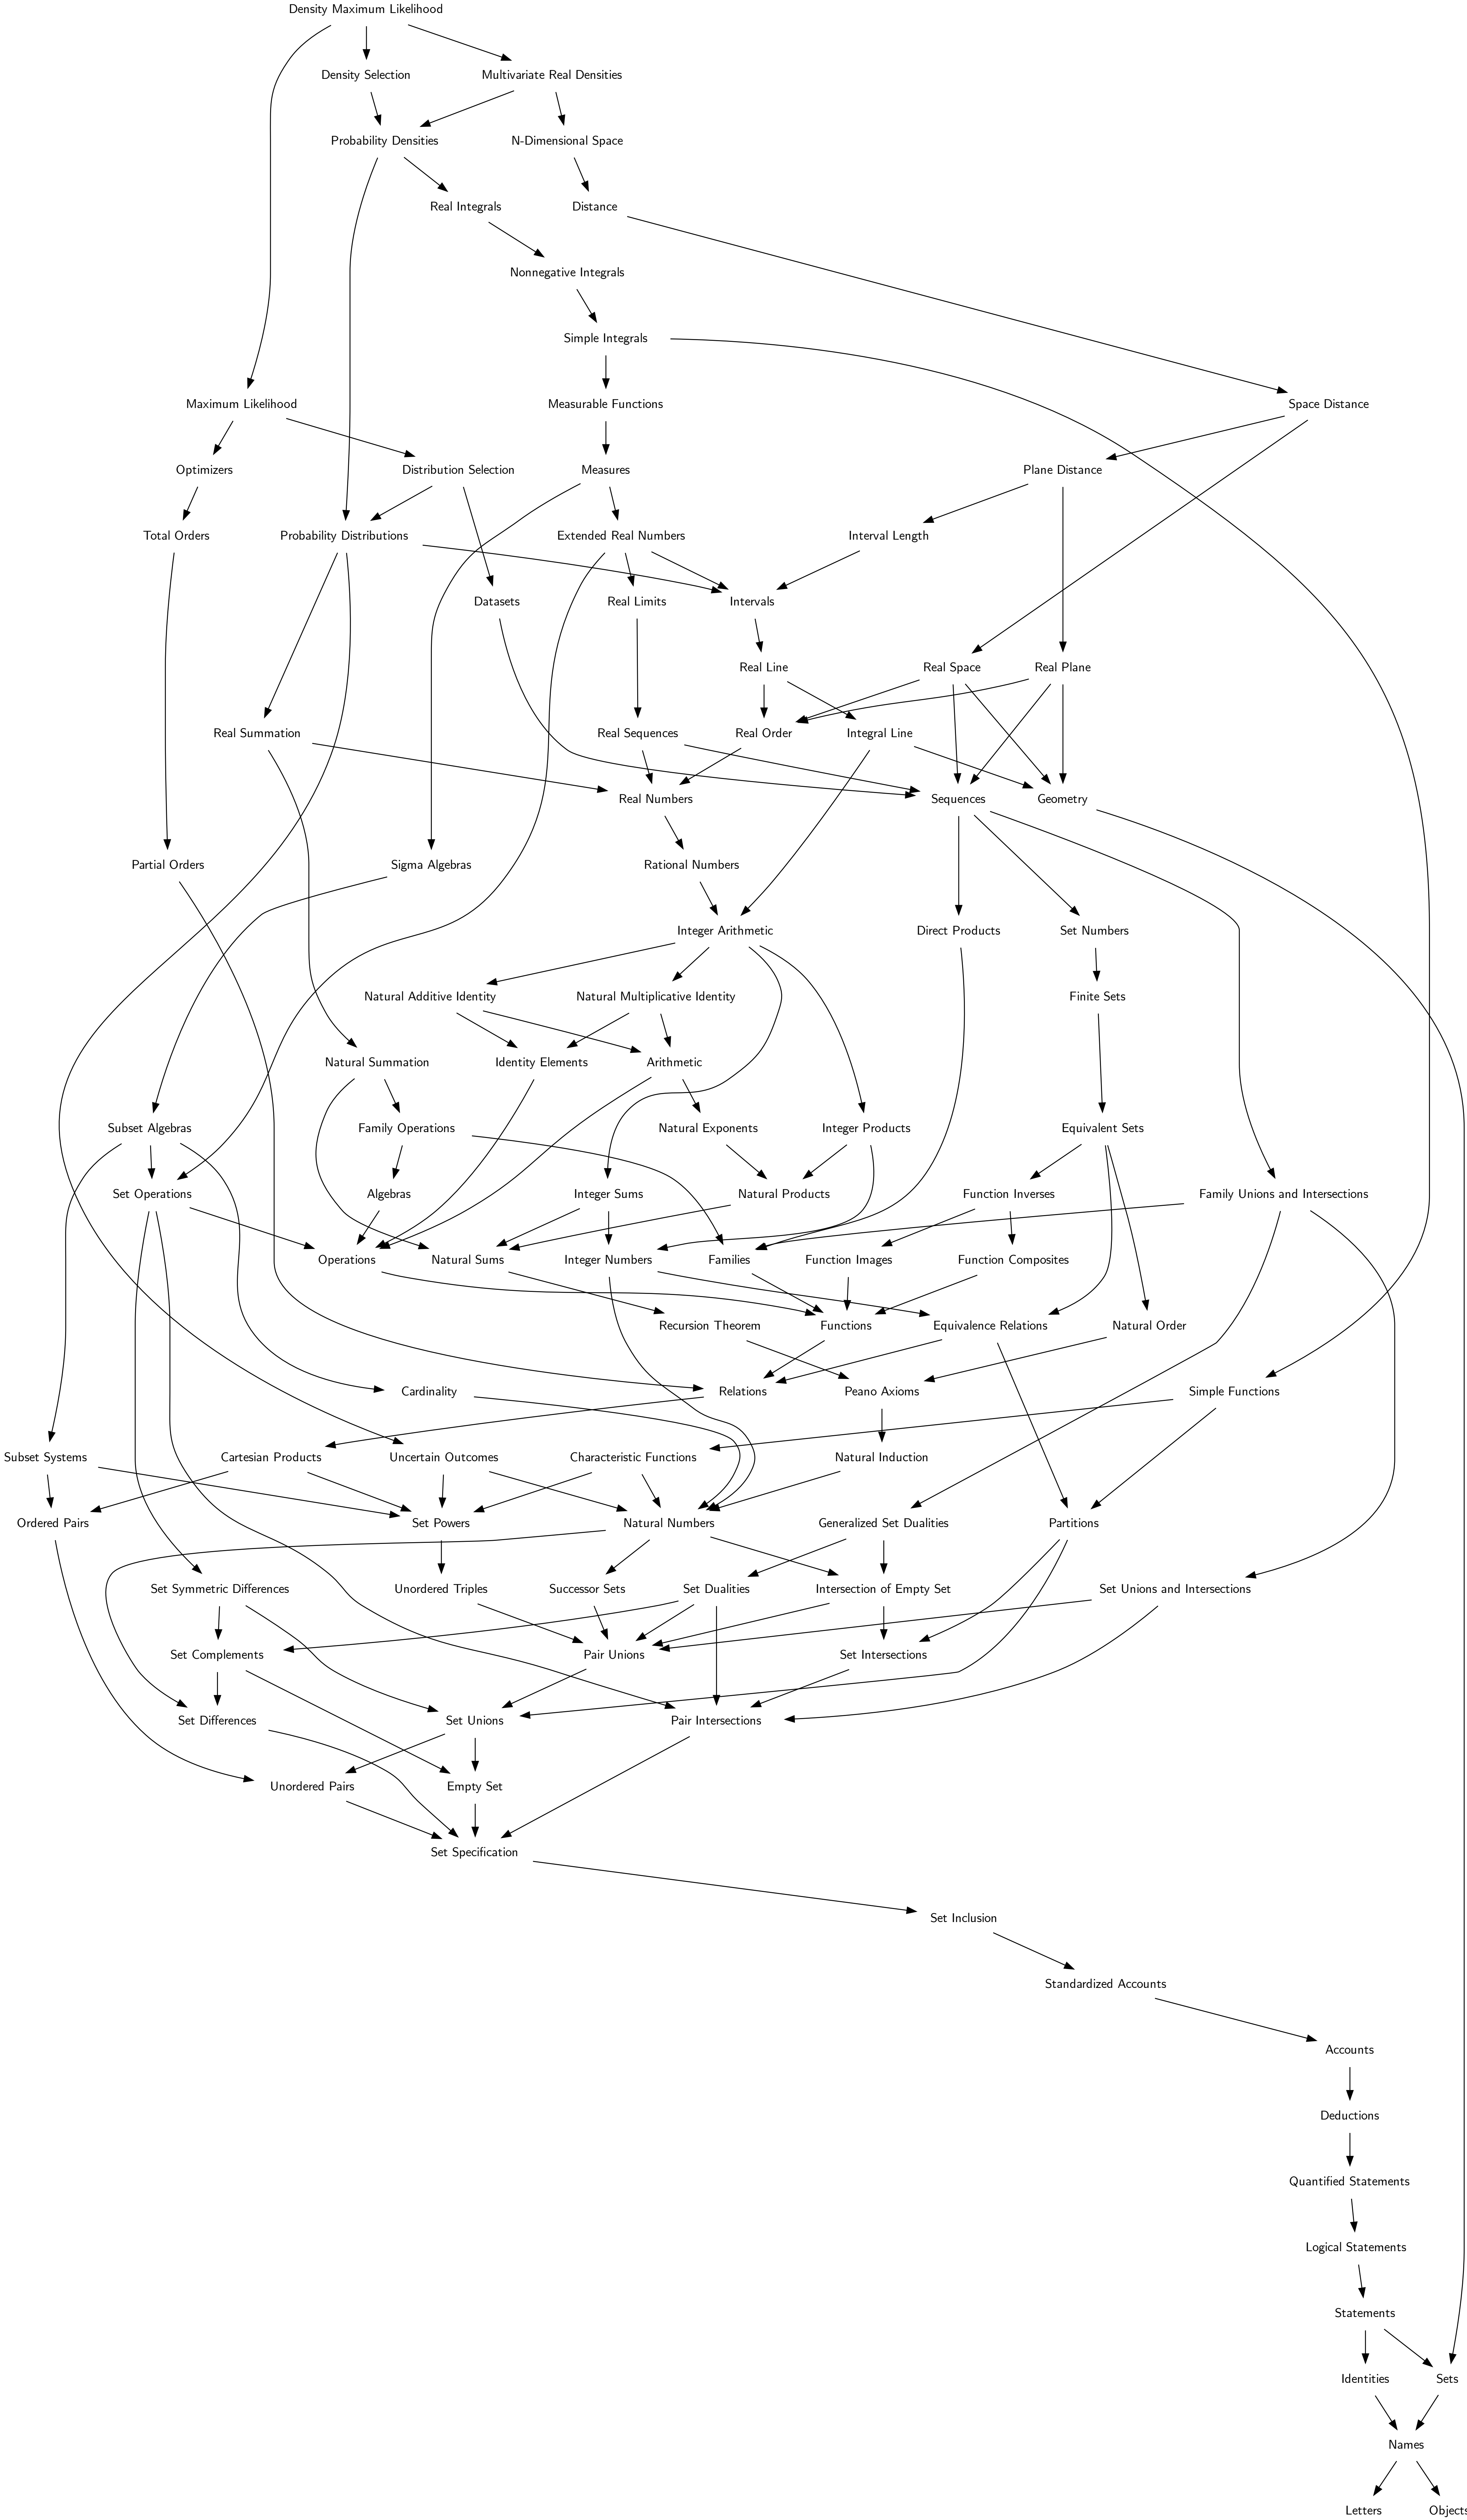 Density Maximum Likelihood
Density Selection
Multivariate Real Densities
Probability Densities
N-Dimensional Space
Real Integrals
Distance
Nonnegative Integrals
Simple Integrals
Maximum Likelihood
Measurable Functions
Space Distance
Optimizers
Distribution Selection
Measures
Plane Distance
Total Orders
Probability Distributions
Extended Real Numbers
Interval Length
Datasets
Real Limits
Intervals
Real Line
Real Space
Real Plane
Real Summation
Real Sequences
Real Order
Integral Line
Real Numbers
Sequences
Geometry
Partial Orders
Sigma Algebras
Rational Numbers
Integer Arithmetic
Direct Products
Set Numbers
Natural Additive Identity
Natural Multiplicative Identity
Finite Sets
Natural Summation
Identity Elements
Arithmetic
Subset Algebras
Family Operations
Natural Exponents
Integer Products
Equivalent Sets
Set Operations
Algebras
Integer Sums
Natural Products
Function Inverses
Family Unions and Intersections
Operations
Natural Sums
Integer Numbers
Families
Function Images
Function Composites
Recursion Theorem
Functions
Equivalence Relations
Natural Order
Cardinality
Relations
Peano Axioms
Simple Functions
Subset Systems
Cartesian Products
Uncertain Outcomes
Characteristic Functions
Natural Induction
Ordered Pairs
Set Powers
Natural Numbers
Generalized Set Dualities
Partitions
Set Symmetric Differences
Unordered Triples
Successor Sets
Set Dualities
Intersection of Empty Set
Set Unions and Intersections
Set Complements
Pair Unions
Set Intersections
Set Differences
Set Unions
Pair Intersections
Unordered Pairs
Empty Set
Set Specification
Set Inclusion
Standardized Accounts
Accounts
Deductions
Quantified Statements
Logical Statements
Statements
Identities
Sets
Names
Letters
Objects